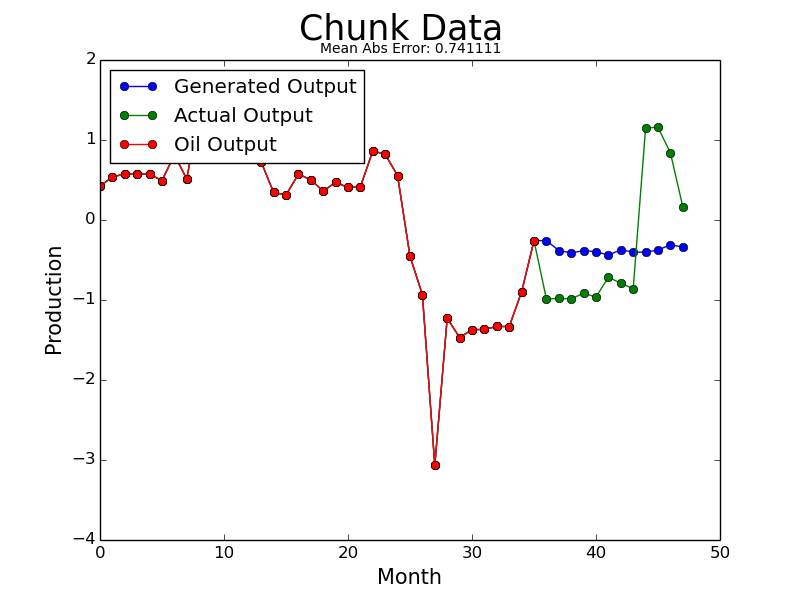 Chunk Data
Mean Abs Error: 0.741111
Generated Output
Actual Output
Oil Output
2
1
0
−1
−2
−3
−4
Production
0 10 20 30 40 50
Month